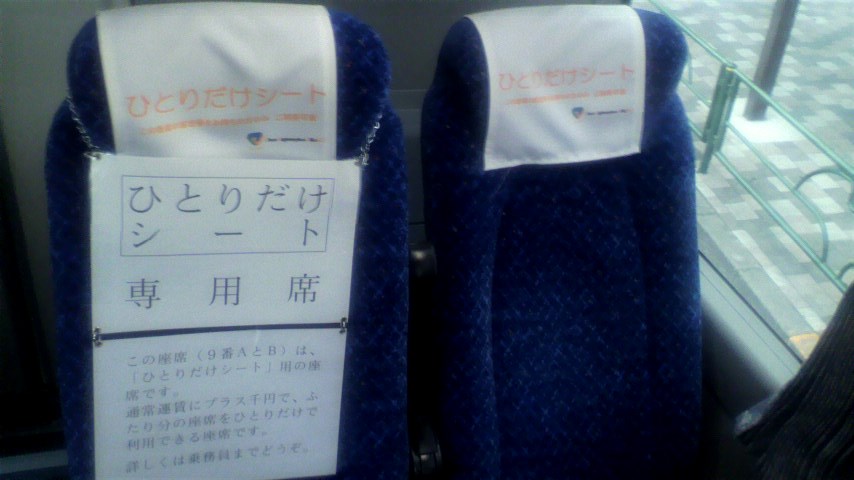 ひとりだけシート
ひとりだけシート
ひとりだけ
シート
専用席
この座席（９番ＡとＢ）は、
「ひとりだけシート」用の座
席です。
通常運賃にプラス千円で、ふ
たり分の座席をひとりだけで
利用できる座席です。
詳しくは乗務員までどうぞ。